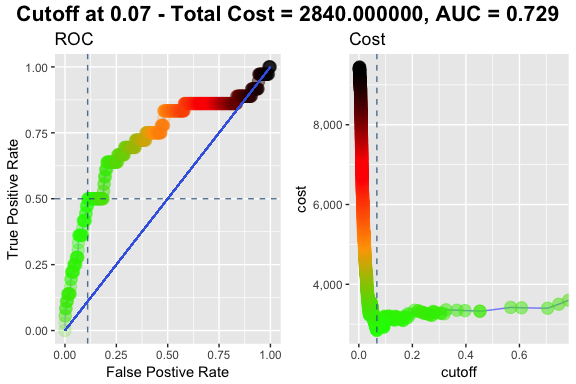 Cutoff at 0.07 - Total Cost = 2840.000000, AUC = 0.729
ROC
1.00
0.75
0.50
0.25
0.00
True Positive Rate
0.00 0.25 0.50 0.75 1.00
False Postive Rate
Cost
8,000
6,000
4,000
cost
0.0 0.2 0.4 0.6
cutoff